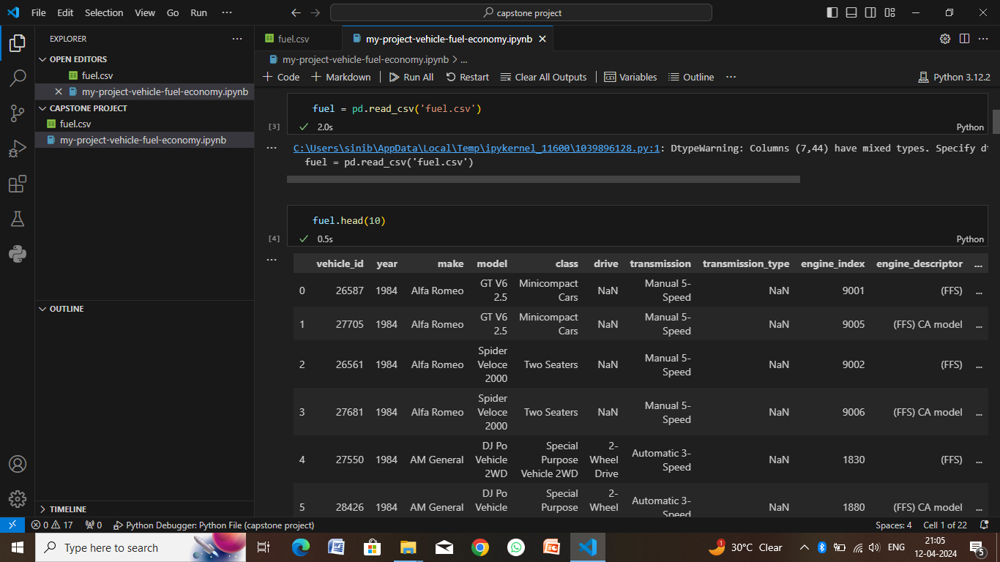 File Edit Selection View Go Run ···
capstone project
EXPLORER ···
OPEN EDITORS
fuel.csv
my-project-vehicle-fuel-economy.ipynb
CAPSTONE PROJECT
fuel.csv
my-project-vehicle-fuel-economy.ipynb
OUTLINE
TIMELINE
fuel.csv
my-project-vehicle-fuel-economy.ipynb
my-project-vehicle-fuel-economy.ipynb > ...
Code Markdown Run All Restart Clear All Outputs Variables Outline ··· Python 3.12.2
fuel = pd.read_csv('fuel.csv')
[3] 2.0s Python
C:\Users\sinib\AppData\Local\Temp\ipykernel_11600\1039896128.py:1: DtypeWarning: Columns (7,44) have mixed types. Specify dt
fuel = pd.read_csv('fuel.csv')
fuel.head(10)
[4] 0.5s Python
vehicle_id year make model class drive transmission transmission_type engine_index engine_descriptor ...
0 26587 1984 Alfa Romeo GT V6 2.5 Minicompact Cars NaN Manual 5-Speed NaN 9001 (FFS) ...
1 27705 1984 Alfa Romeo GT V6 2.5 Minicompact Cars NaN Manual 5-Speed NaN 9005 (FFS) CA model ...
2 26561 1984 Alfa Romeo Spider Veloce 2000 Two Seaters NaN Manual 5-Speed NaN 9002 (FFS) ...
3 27681 1984 Alfa Romeo Spider Veloce 2000 Two Seaters NaN Manual 5-Speed NaN 9006 (FFS) CA model ...
4 27550 1984 AM General DJ Po Vehicle 2WD Special Purpose Vehicle 2WD 2-Wheel Drive Automatic 3-Speed NaN 1830 (FFS) ...
5 28426 1984 AM General DJ Po Vehicle Special Purpose 2-Wheel Automatic 3-Speed NaN 1880 (FFS) CA model ...
0 17 0 Python Debugger: Python File (capstone project) Spaces: 4 Cell 1 of 22
Type here to search
30°C Clear
ENG
21:05
12-04-2024
5